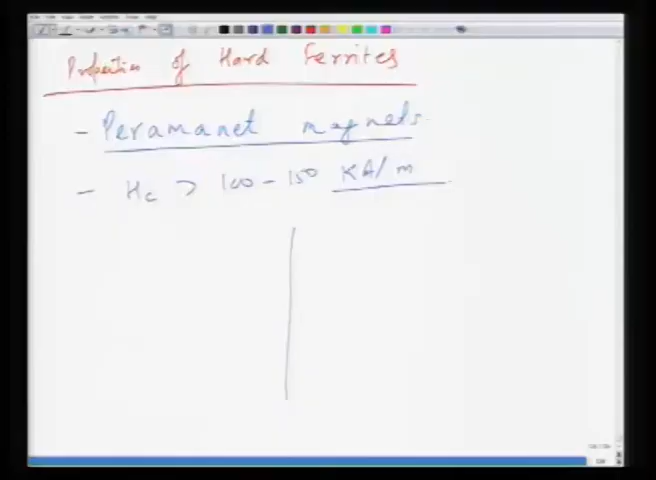 Properties of Hard Ferrites
- Peramanet magnets
- Hc > 100 - 150 KA/m